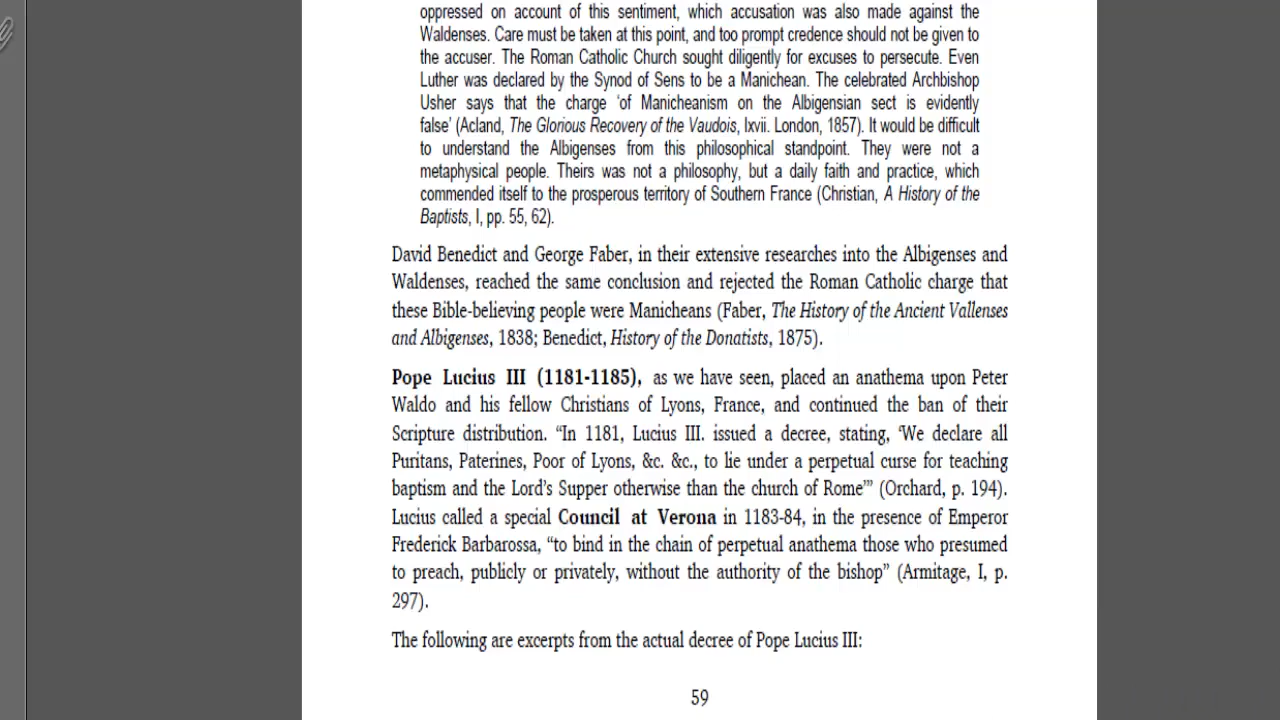 oppressed on account of this sentiment, which accusation was also made against the
Waldenses. Care must be taken at this point, and too prompt credence should not be given to
the accuser. The Roman Catholic Church sought diligently for excuses to persecute. Even
Luther was declared by the Synod of Sens to be a Manichean. The celebrated Archbishop
Usher says that the charge ‘of Manicheanism on the Albigensian sect is evidently
false’ (Acland, The Glorious Recovery of the Vaudois, lxvii. London, 1857). It would be difficult
to understand the Albigenses from this philosophical standpoint. They were not a
metaphysical people. Theirs was not a philosophy, but a daily faith and practice, which
commended itself to the prosperous territory of Southern France (Christian, A History of the
Baptists, I, pp. 55, 62).
David Benedict and George Faber, in their extensive researches into the Albigenses and
Waldenses, reached the same conclusion and rejected the Roman Catholic charge that
these Bible-believing people were Manicheans (Faber, The History of the Ancient Vallenses
and Albigenses, 1838; Benedict, History of the Donatists, 1875).
Pope Lucius III (1181-1185), as we have seen, placed an anathema upon Peter
Waldo and his fellow Christians of Lyons, France, and continued the ban of their
Scripture distribution. “In 1181, Lucius III. issued a decree, stating, ‘We declare all
Puritans, Paterines, Poor of Lyons, &c. &c., to lie under a perpetual curse for teaching
baptism and the Lord’s Supper otherwise than the church of Rome’” (Orchard, p. 194).
Lucius called a special Council at Verona in 1183-84, in the presence of Emperor
Frederick Barbarossa, “to bind in the chain of perpetual anathema those who presumed
to preach, publicly or privately, without the authority of the bishop” (Armitage, I, p.
297).
The following are excerpts from the actual decree of Pope Lucius III:
59